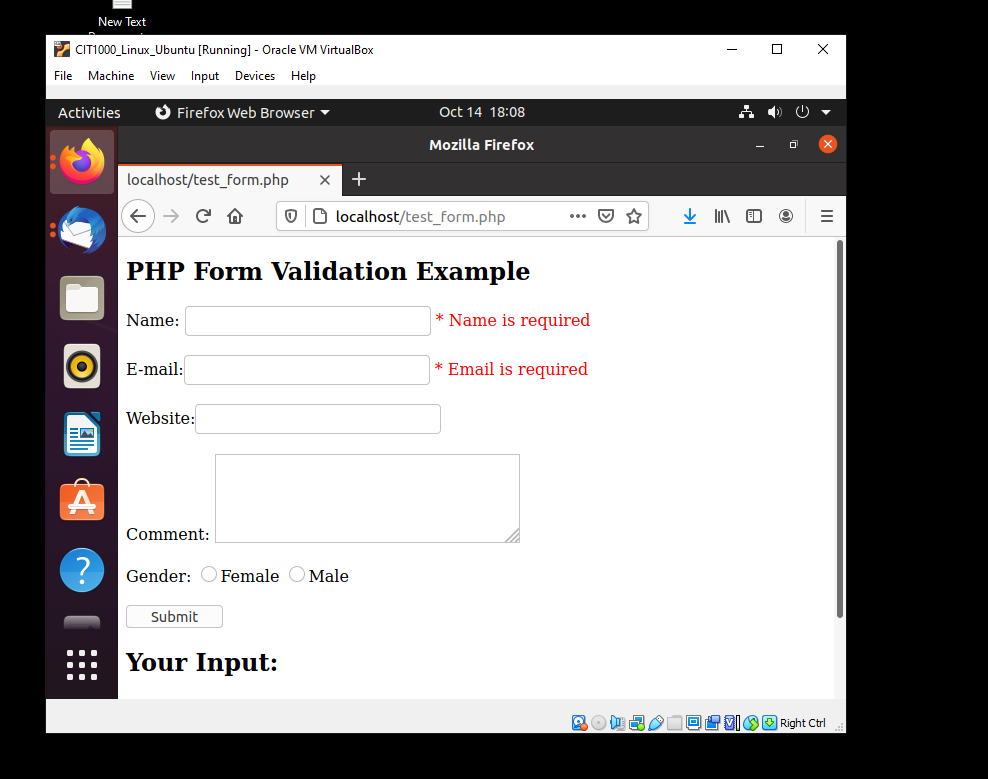 New Text
CIT1000_Linux_Ubuntu [Running] - Oracle VM VirtualBox
File Machine View Input Devices Help
Activities Firefox Web Browser Oct 14 18:08
Mozilla Firefox
localhost/test_form.php
localhost/test_form.php
PHP Form Validation Example
Name: * Name is required
E-mail: * Email is required
Website:
Comment:
Gender: Female Male
Submit
Your Input:
Right Ctrl